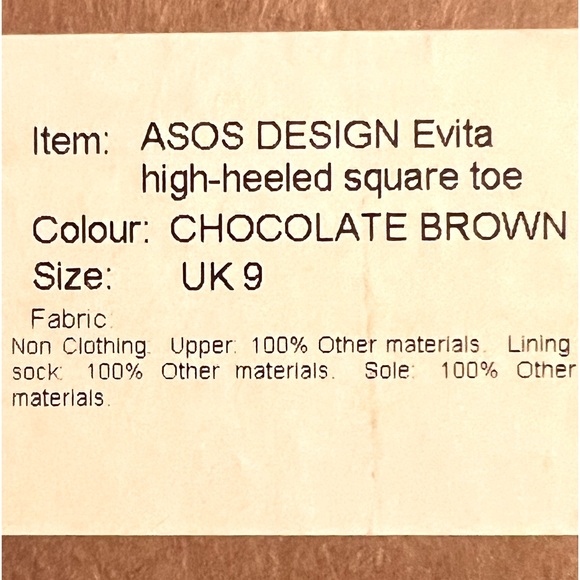 Item: ASOS DESIGN Evita
high-heeled square toe
Colour: CHOCOLATE BROWN
Size: UK 9
Fabric:
Non Clothing: Upper: 100% Other materials. Lining
sock: 100% Other materials. Sole: 100% Other
materials.